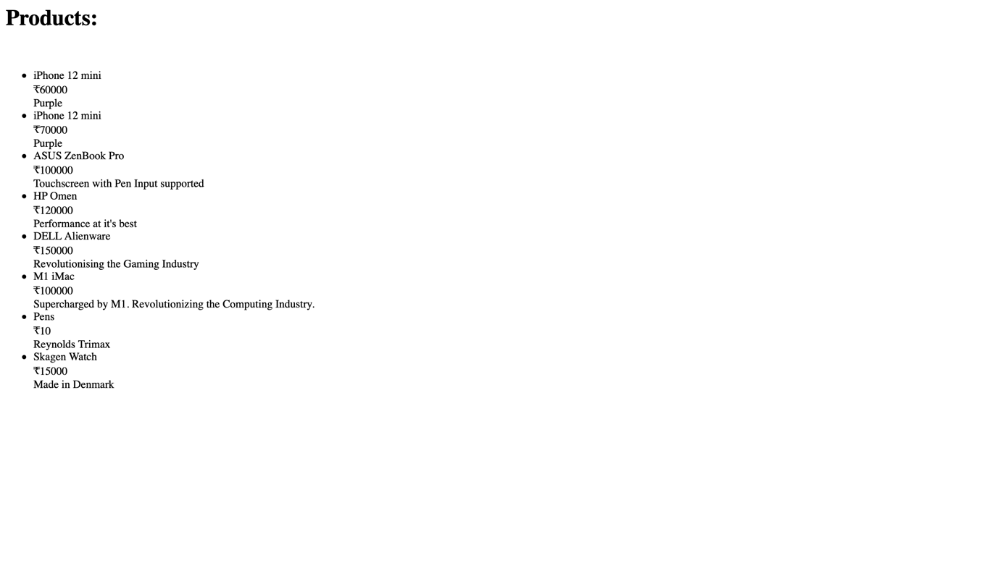 Products:
iPhone 12 mini
₹60000
Purple
iPhone 12 mini
₹70000
Purple
ASUS ZenBook Pro
₹100000
Touchscreen with Pen Input supported
HP Omen
₹120000
Performance at it's best
DELL Alienware
₹150000
Revolutionising the Gaming Industry
M1 iMac
₹100000
Supercharged by M1. Revolutionizing the Computing Industry.
Pens
₹10
Reynolds Trimax
Skagen Watch
₹15000
Made in Denmark